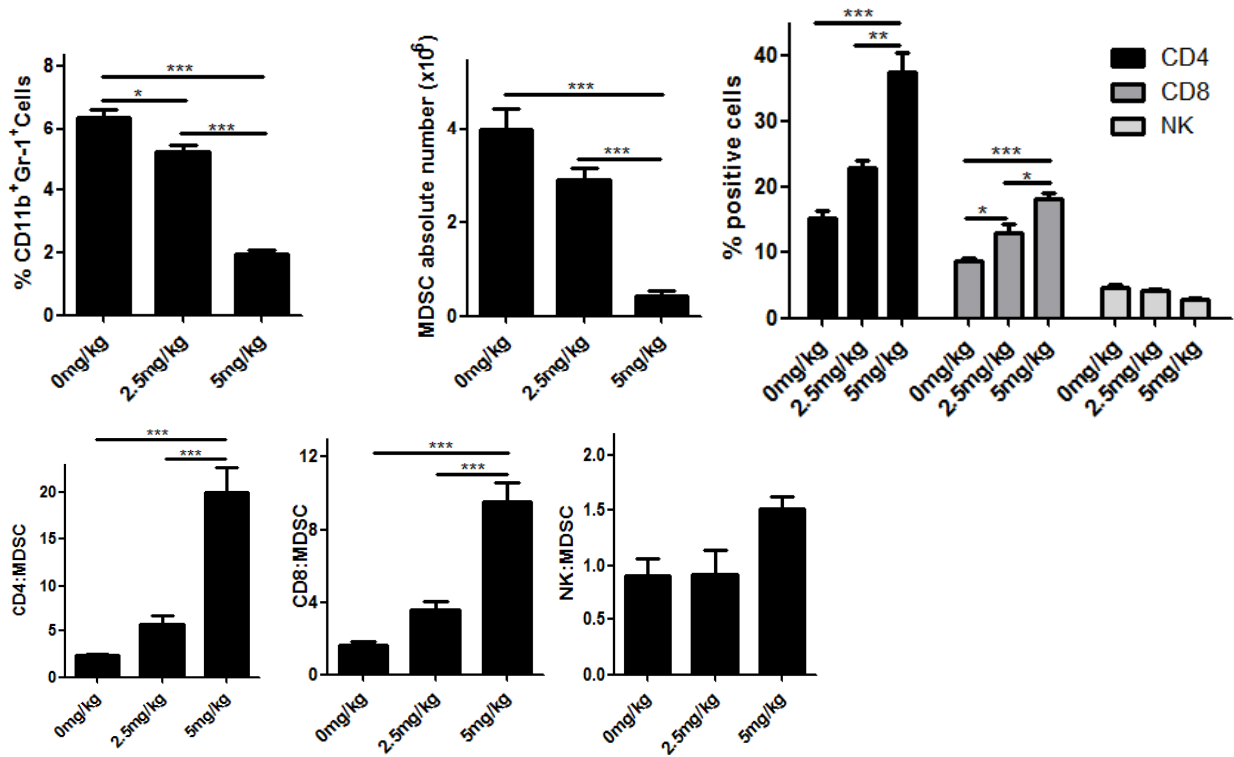 % CD11b⁺Gr-1⁺Cells
8
6
4
2
0
***
*
***
0mg/kg
2.5mg/kg
5mg/kg
MDSC absolute number (x10⁶)
4
2
0
***
***
0mg/kg
2.5mg/kg
5mg/kg
% positive cells
40
30
20
10
0
***
**
***
*
*
CD4
CD8
NK
0mg/kg
2.5mg/kg
5mg/kg
0mg/kg
2.5mg/kg
5mg/kg
0mg/kg
2.5mg/kg
5mg/kg
CD4:MDSC
20
15
10
5
0
***
***
0mg/kg
2.5mg/kg
5mg/kg
CD8:MDSC
12
8
4
0
***
***
0mg/kg
2.5mg/kg
5mg/kg
NK:MDSC
2.0
1.5
1.0
0.5
0.0
0mg/kg
2.5mg/kg
5mg/kg